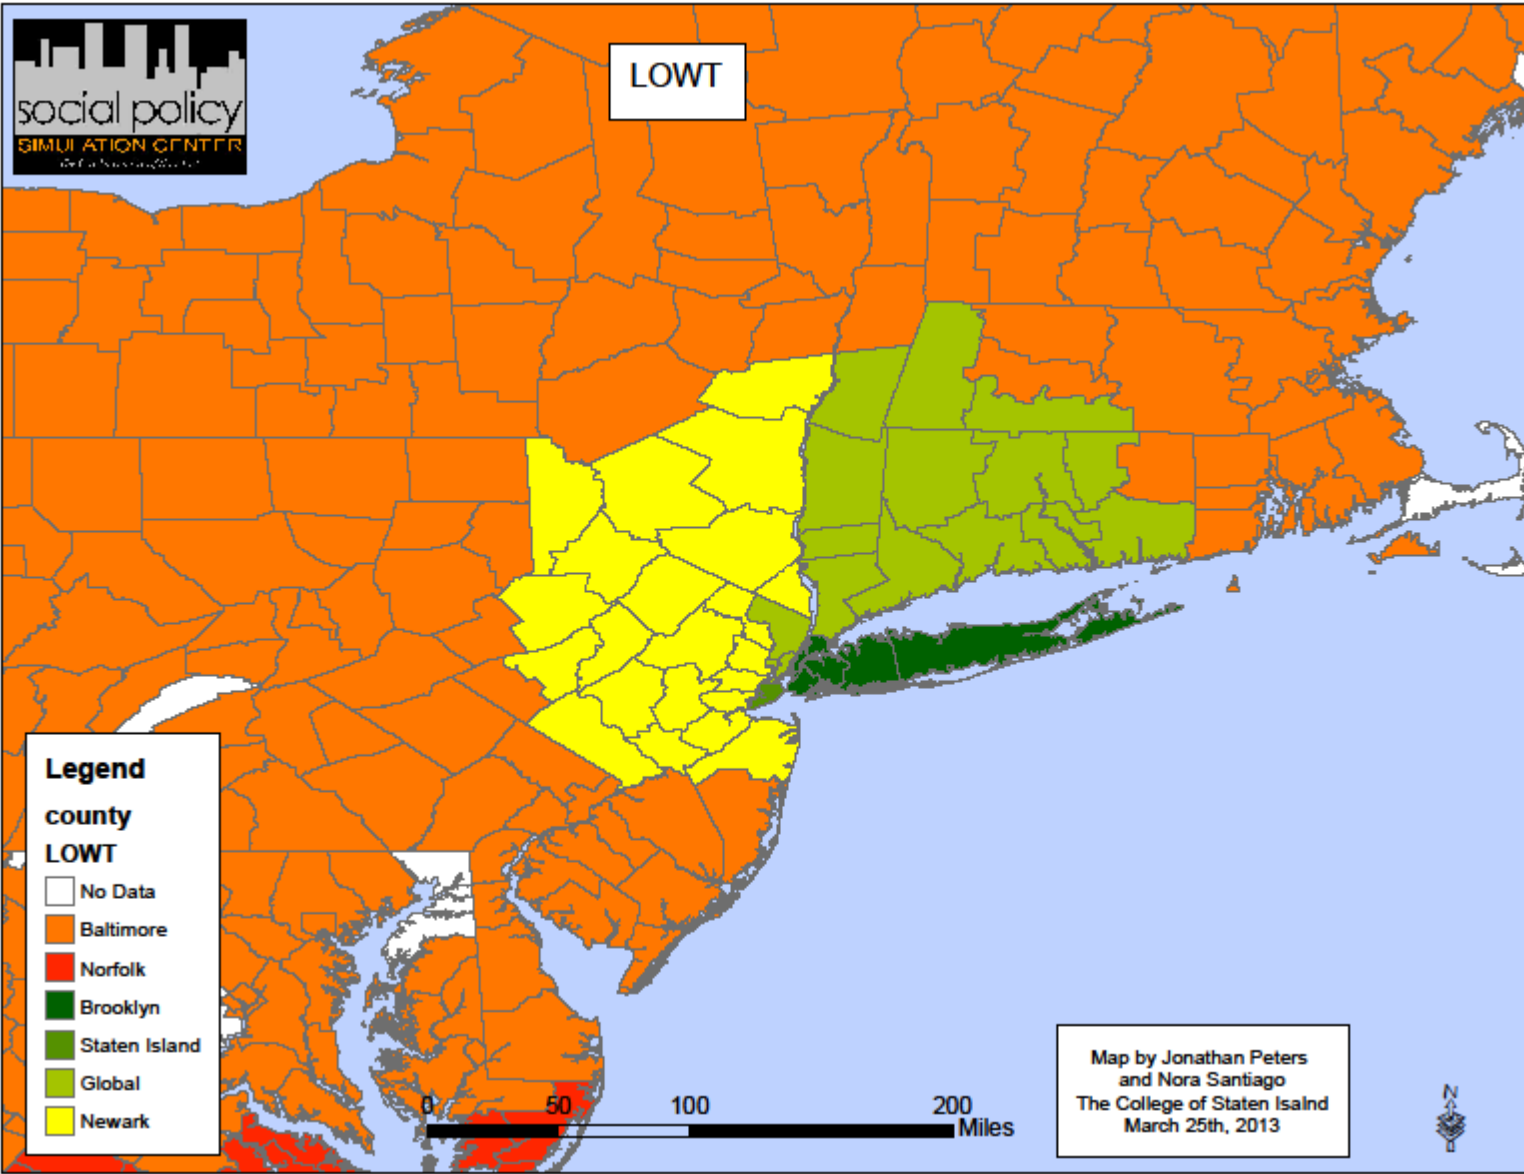 social policy
SIMULATION CENTER
LOWT
Legend
county
LOWT
No Data
Baltimore
Norfolk
Brooklyn
Staten Island
Global
Newark
0 50 100 200
Miles
Map by Jonathan Peters
and Nora Santiago
The College of Staten Isalnd
March 25th, 2013
N